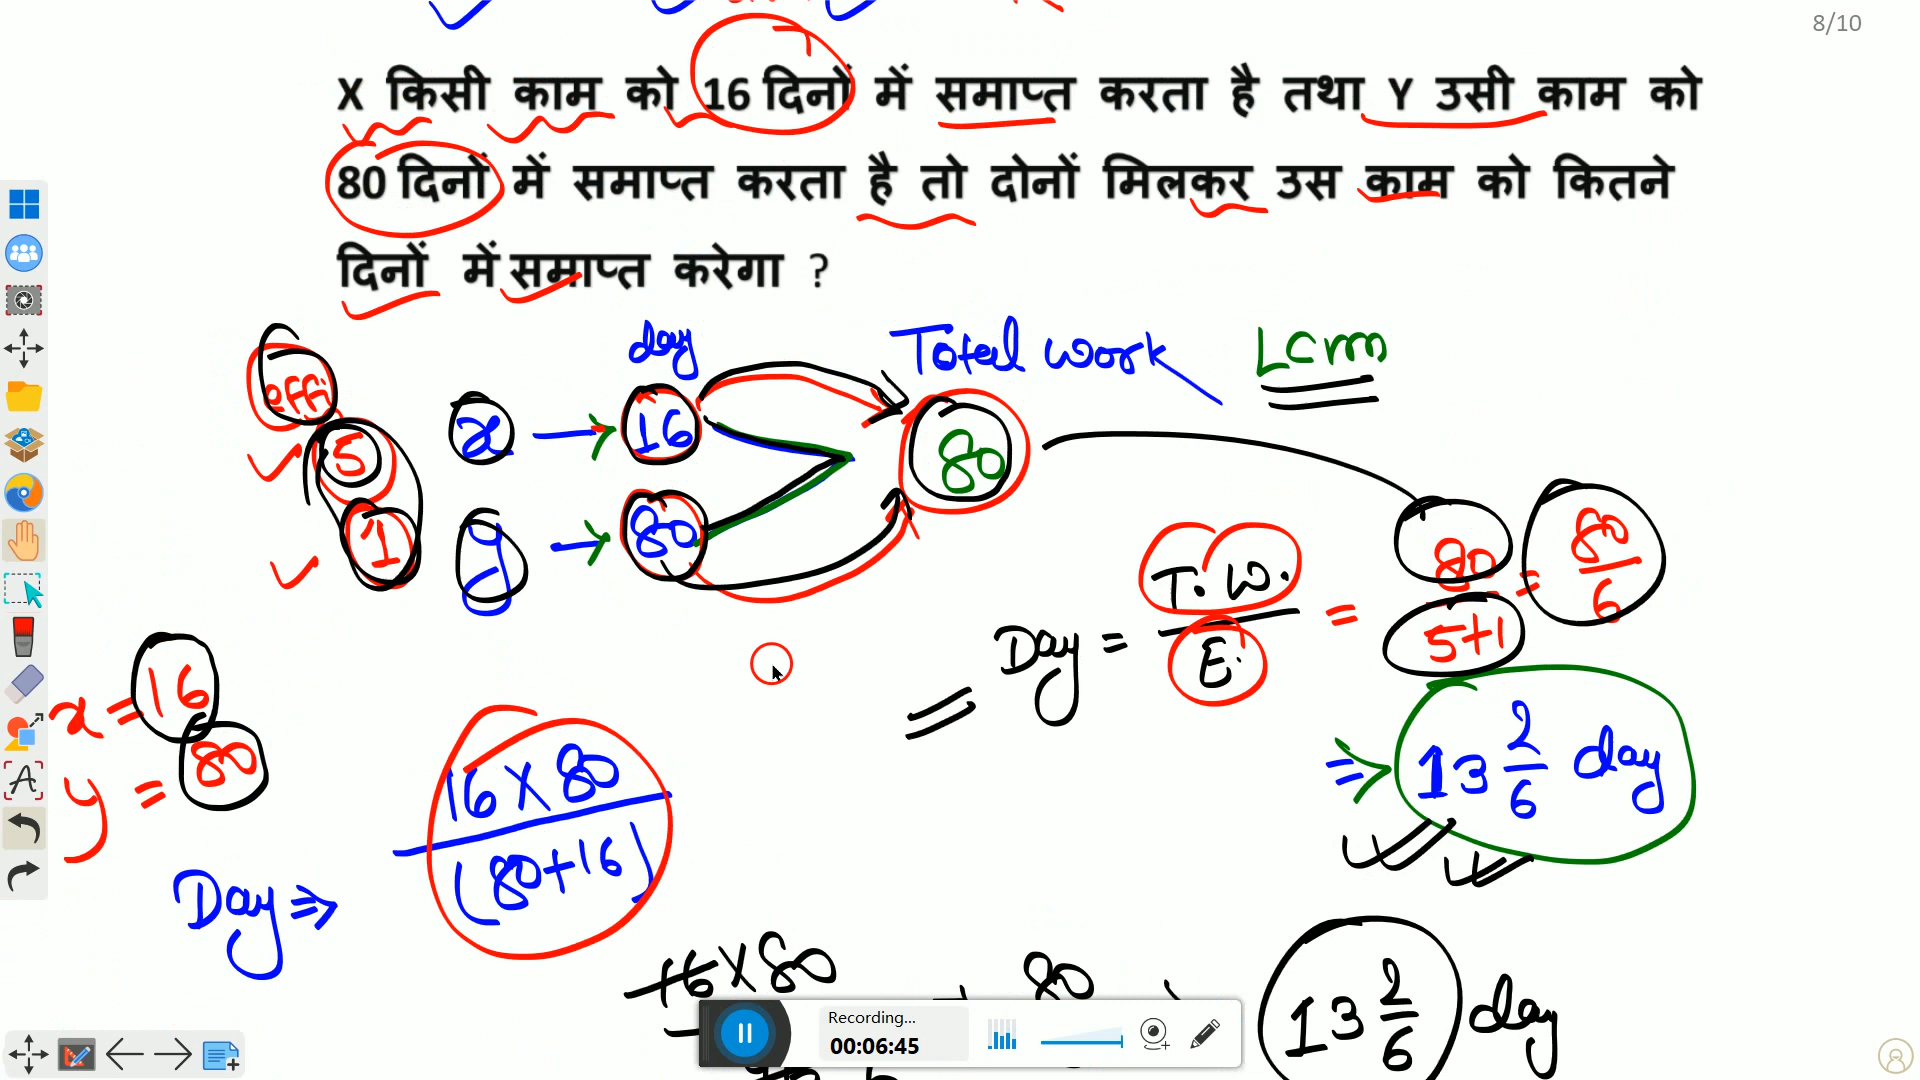 8/10
X किसी काम को 16 दिनों में समाप्त करता है तथा Y उसी काम को
80 दिनों में समाप्त करता है तो दोनों मिलकर उस काम को कितने
दिनों में समाप्त करेगा ?
day Total work Lcm
effi
5 x → 16 80
1 y → 80
Day = T.W. / E. = 80 / 5+1 = 80 / 6
x = 16
y = 80
⇒ 13 2/6 day
Day ⇒ 16 X 80 / (80+16)
16 X 80 80 13 2/6 day
Recording...
00:06:45